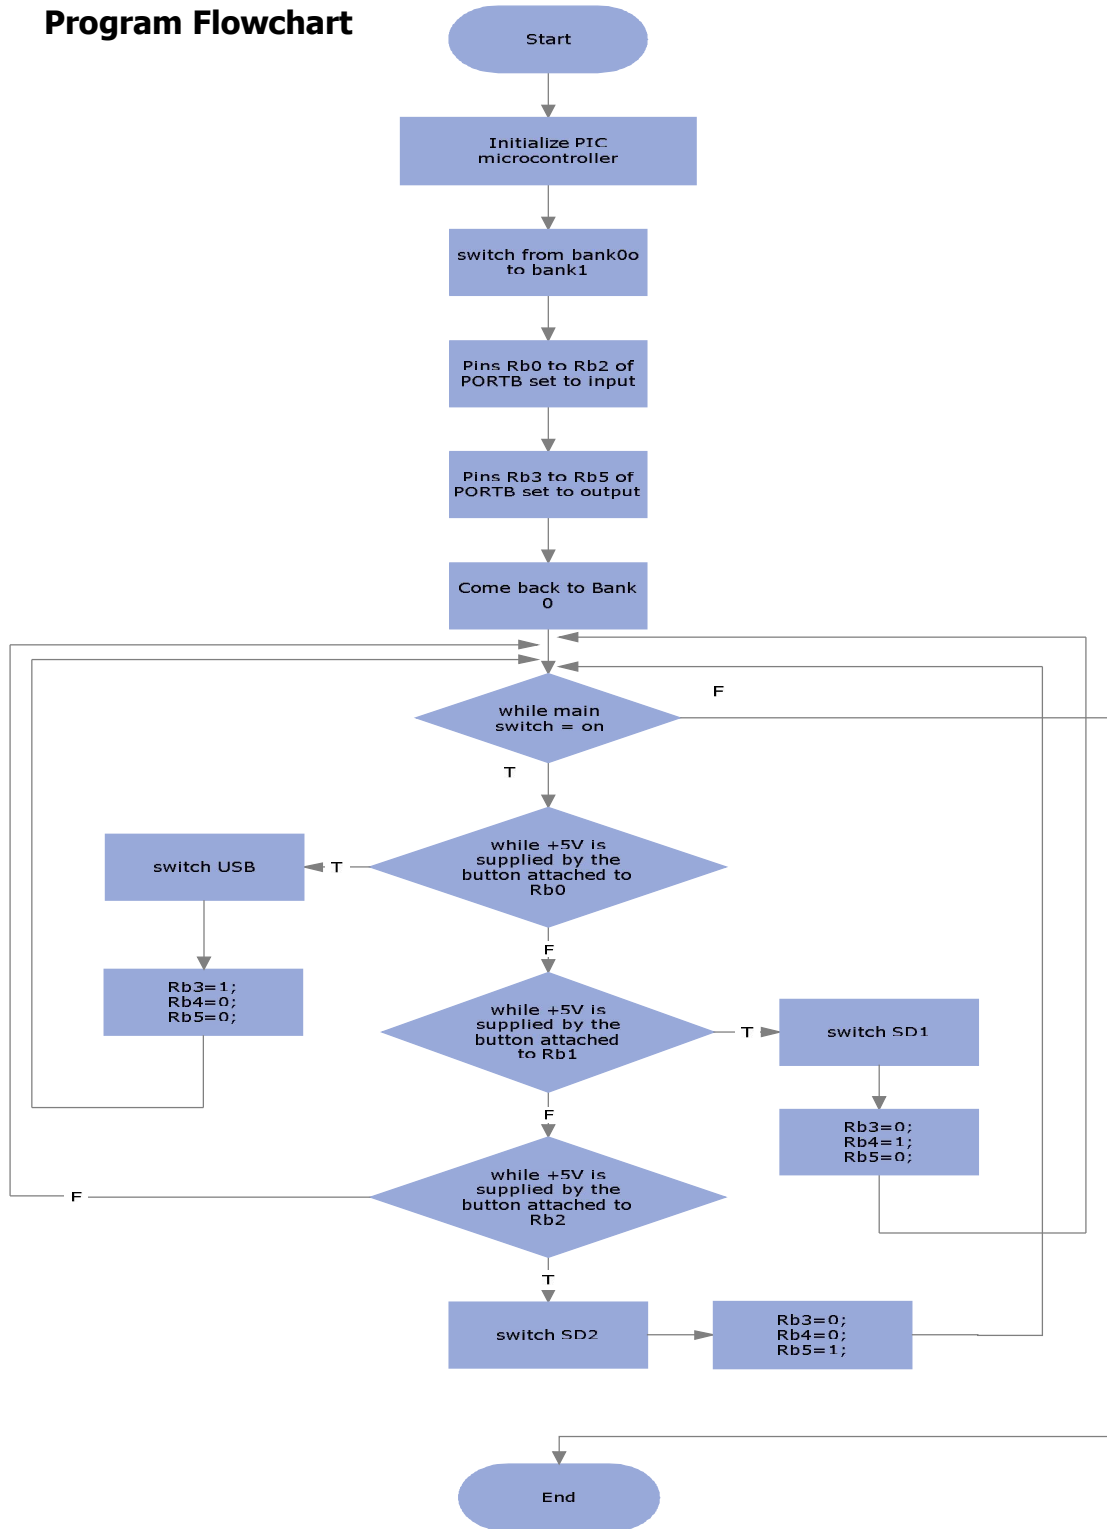 Program Flowchart
Start
Initialize PIC
microcontroller
switch from bank0o
to bank1
Pins Rb0 to Rb2 of
PORTB set to input
Pins Rb3 to Rb5 of
PORTB set to output
Come back to Bank
0
while main
switch = on
F
T
while +5V is
supplied by the
button attached to
Rb0
T
switch USB
Rb3=1;
Rb4=0;
Rb5=0;
F
while +5V is
supplied by the
button attached
to Rb1
T
switch SD1
Rb3=0;
Rb4=1;
Rb5=0;
F
while +5V is
supplied by the
button attached to
Rb2
F
T
switch SD2
Rb3=0;
Rb4=0;
Rb5=1;
End